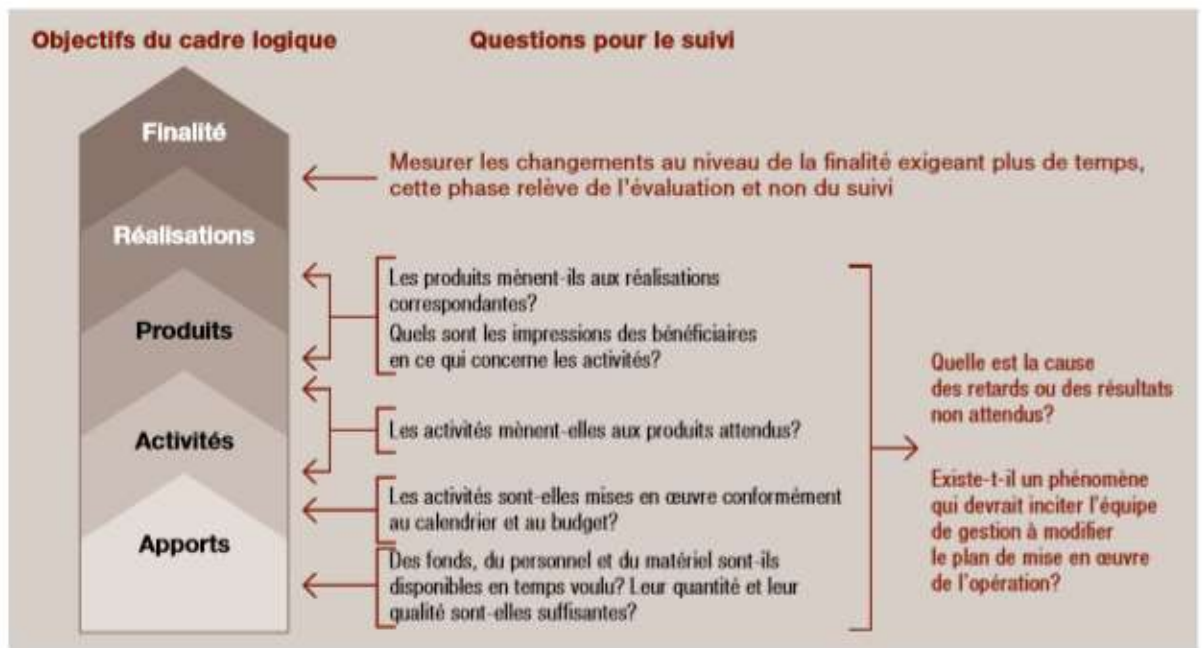 Objectifs du cadre logique
Questions pour le suivi
Finalité
Mesurer les changements au niveau de la finalité exigeant plus de temps,
cette phase relève de l'évaluation et non du suivi
Réalisations
Les produits mènent-ils aux réalisations
correspondantes?
Quels sont les impressions des bénéficiaires
en ce qui concerne les activités?
Produits
Les activités mènent-elles aux produits attendus?
Activités
Les activités sont-elles mises en œuvre conformément
au calendrier et au budget?
Apports
Des fonds, du personnel et du matériel sont-ils
disponibles en temps voulu? Leur quantité et leur
qualité sont-elles suffisantes?
Quelle est la cause
des retards ou des résultats
non attendus?
Existe-t-il un phénomène
qui devrait inciter l'équipe
de gestion à modifier
le plan de mise en œuvre
de l'opération?